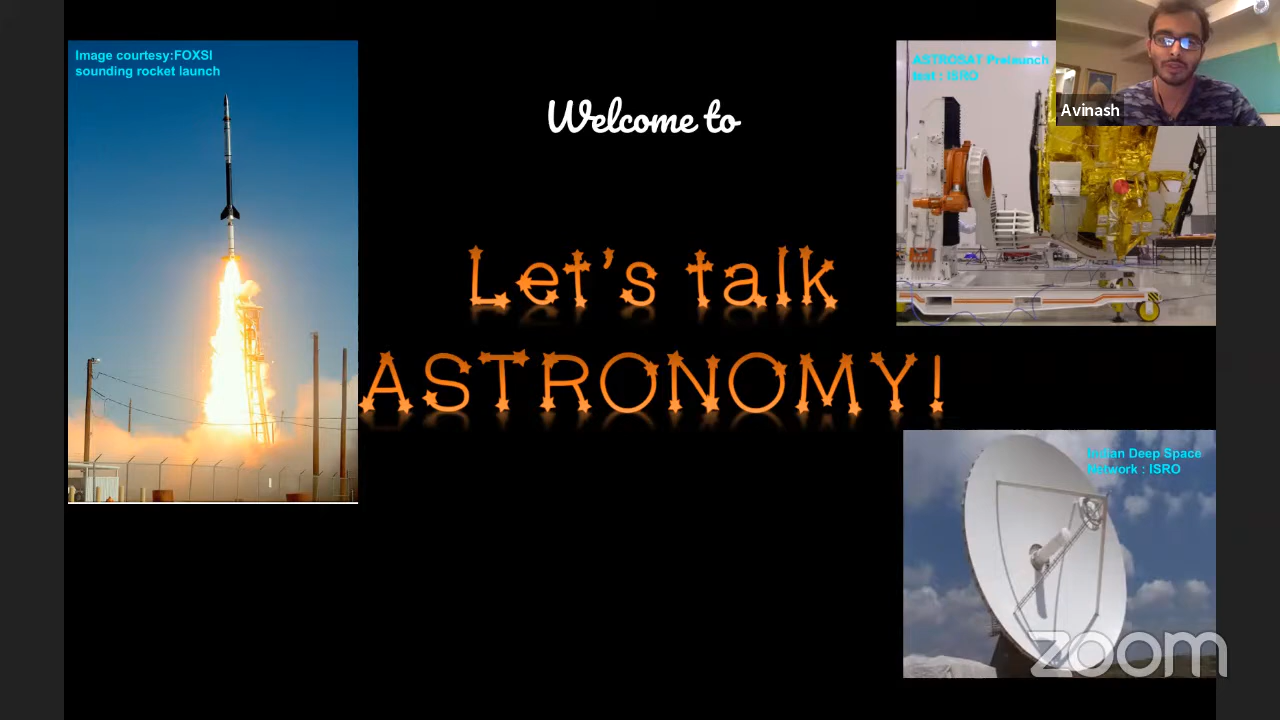 Image courtesy:FOXSI
sounding rocket launch
Welcome to
Let's talk
ASTRONOMY!
ASTROSAT Prelaunch
test : ISRO
Avinash
Indian Deep Space
Network : ISRO
zoom